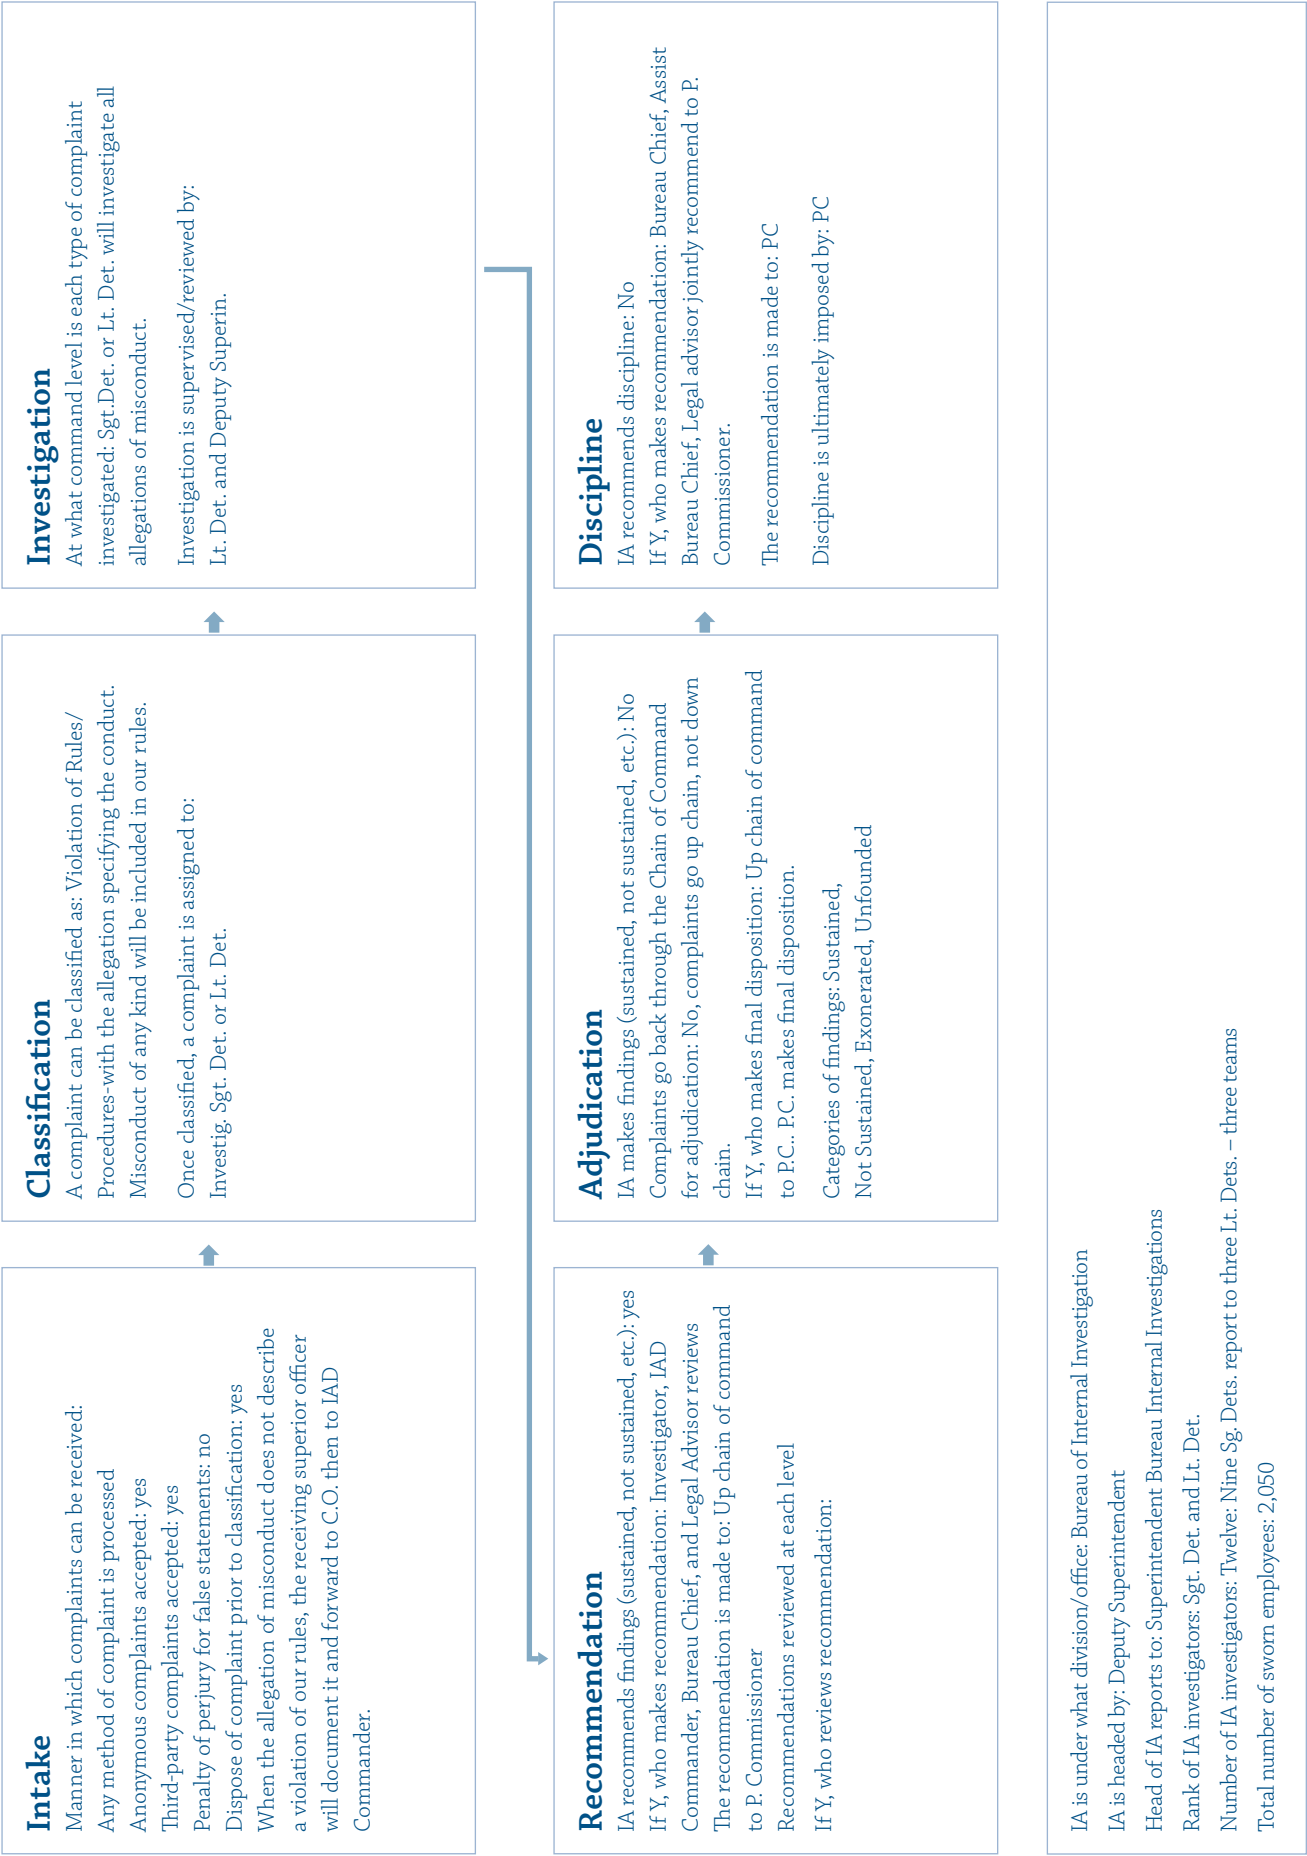 Intake
Manner in which complaints can be received:
Any method of complaint is processed
Anonymous complaints accepted: yes
Third-party complaints accepted: yes
Penalty of perjury for false statements: no
Dispose of complaint prior to classification: yes
When the allegation of misconduct does not describe
a violation of our rules, the receiving superior officer
will document it and forward to C.O. then to IAD
Commander.
Classification
A complaint can be classified as: Violation of Rules/
Procedures-with the allegation specifying the conduct.
Misconduct of any kind will be included in our rules.
Once classified, a complaint is assigned to:
Investig. Sgt. Det. or Lt. Det.
Investigation
At what command level is each type of complaint
investigated: Sgt.Det. or Lt. Det. will investigate all
allegations of misconduct.
Investigation is supervised/reviewed by:
Lt. Det. and Deputy Superin.
Recommendation
IA recommends findings (sustained, not sustained, etc.): yes
If Y, who makes recommendation: Investigator, IAD
Commander, Bureau Chief, and Legal Advisor reviews
The recommendation is made to: Up chain of command
to P. Commissioner
Recommendations reviewed at each level
If Y, who reviews recommendation:
Adjudication
IA makes findings (sustained, not sustained, etc.): No
Complaints go back through the Chain of Command
for adjudication: No, complaints go up chain, not down
chain.
If Y, who makes final disposition: Up chain of command
to P.C.. P.C. makes final disposition.
Categories of findings: Sustained,
Not Sustained, Exonerated, Unfounded
Discipline
IA recommends discipline: No
If Y, who makes recommendation: Bureau Chief, Assist
Bureau Chief, Legal advisor jointly recommend to P.
Commissioner.
The recommendation is made to: PC
Discipline is ultimately imposed by: PC
IA is under what division/office: Bureau of Internal Investigation
IA is headed by: Deputy Superintendent
Head of IA reports to: Superintendent Bureau Internal Investigations
Rank of IA investigators: Sgt. Det. and Lt. Det.
Number of IA investigators: Twelve: Nine Sg. Dets. report to three Lt. Dets. – three teams
Total number of sworn employees: 2,050